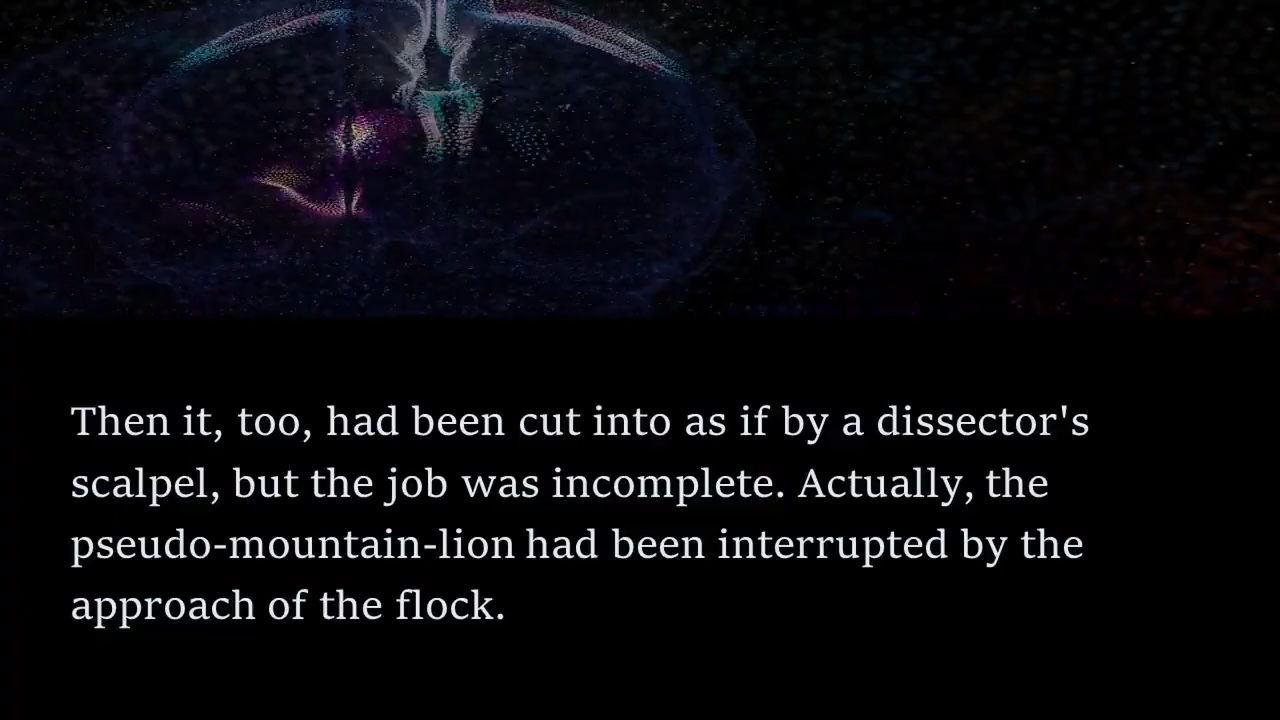 Then it, too, had been cut into as if by a dissector's
scalpel, but the job was incomplete. Actually, the
pseudo-mountain-lion had been interrupted by the
approach of the flock.